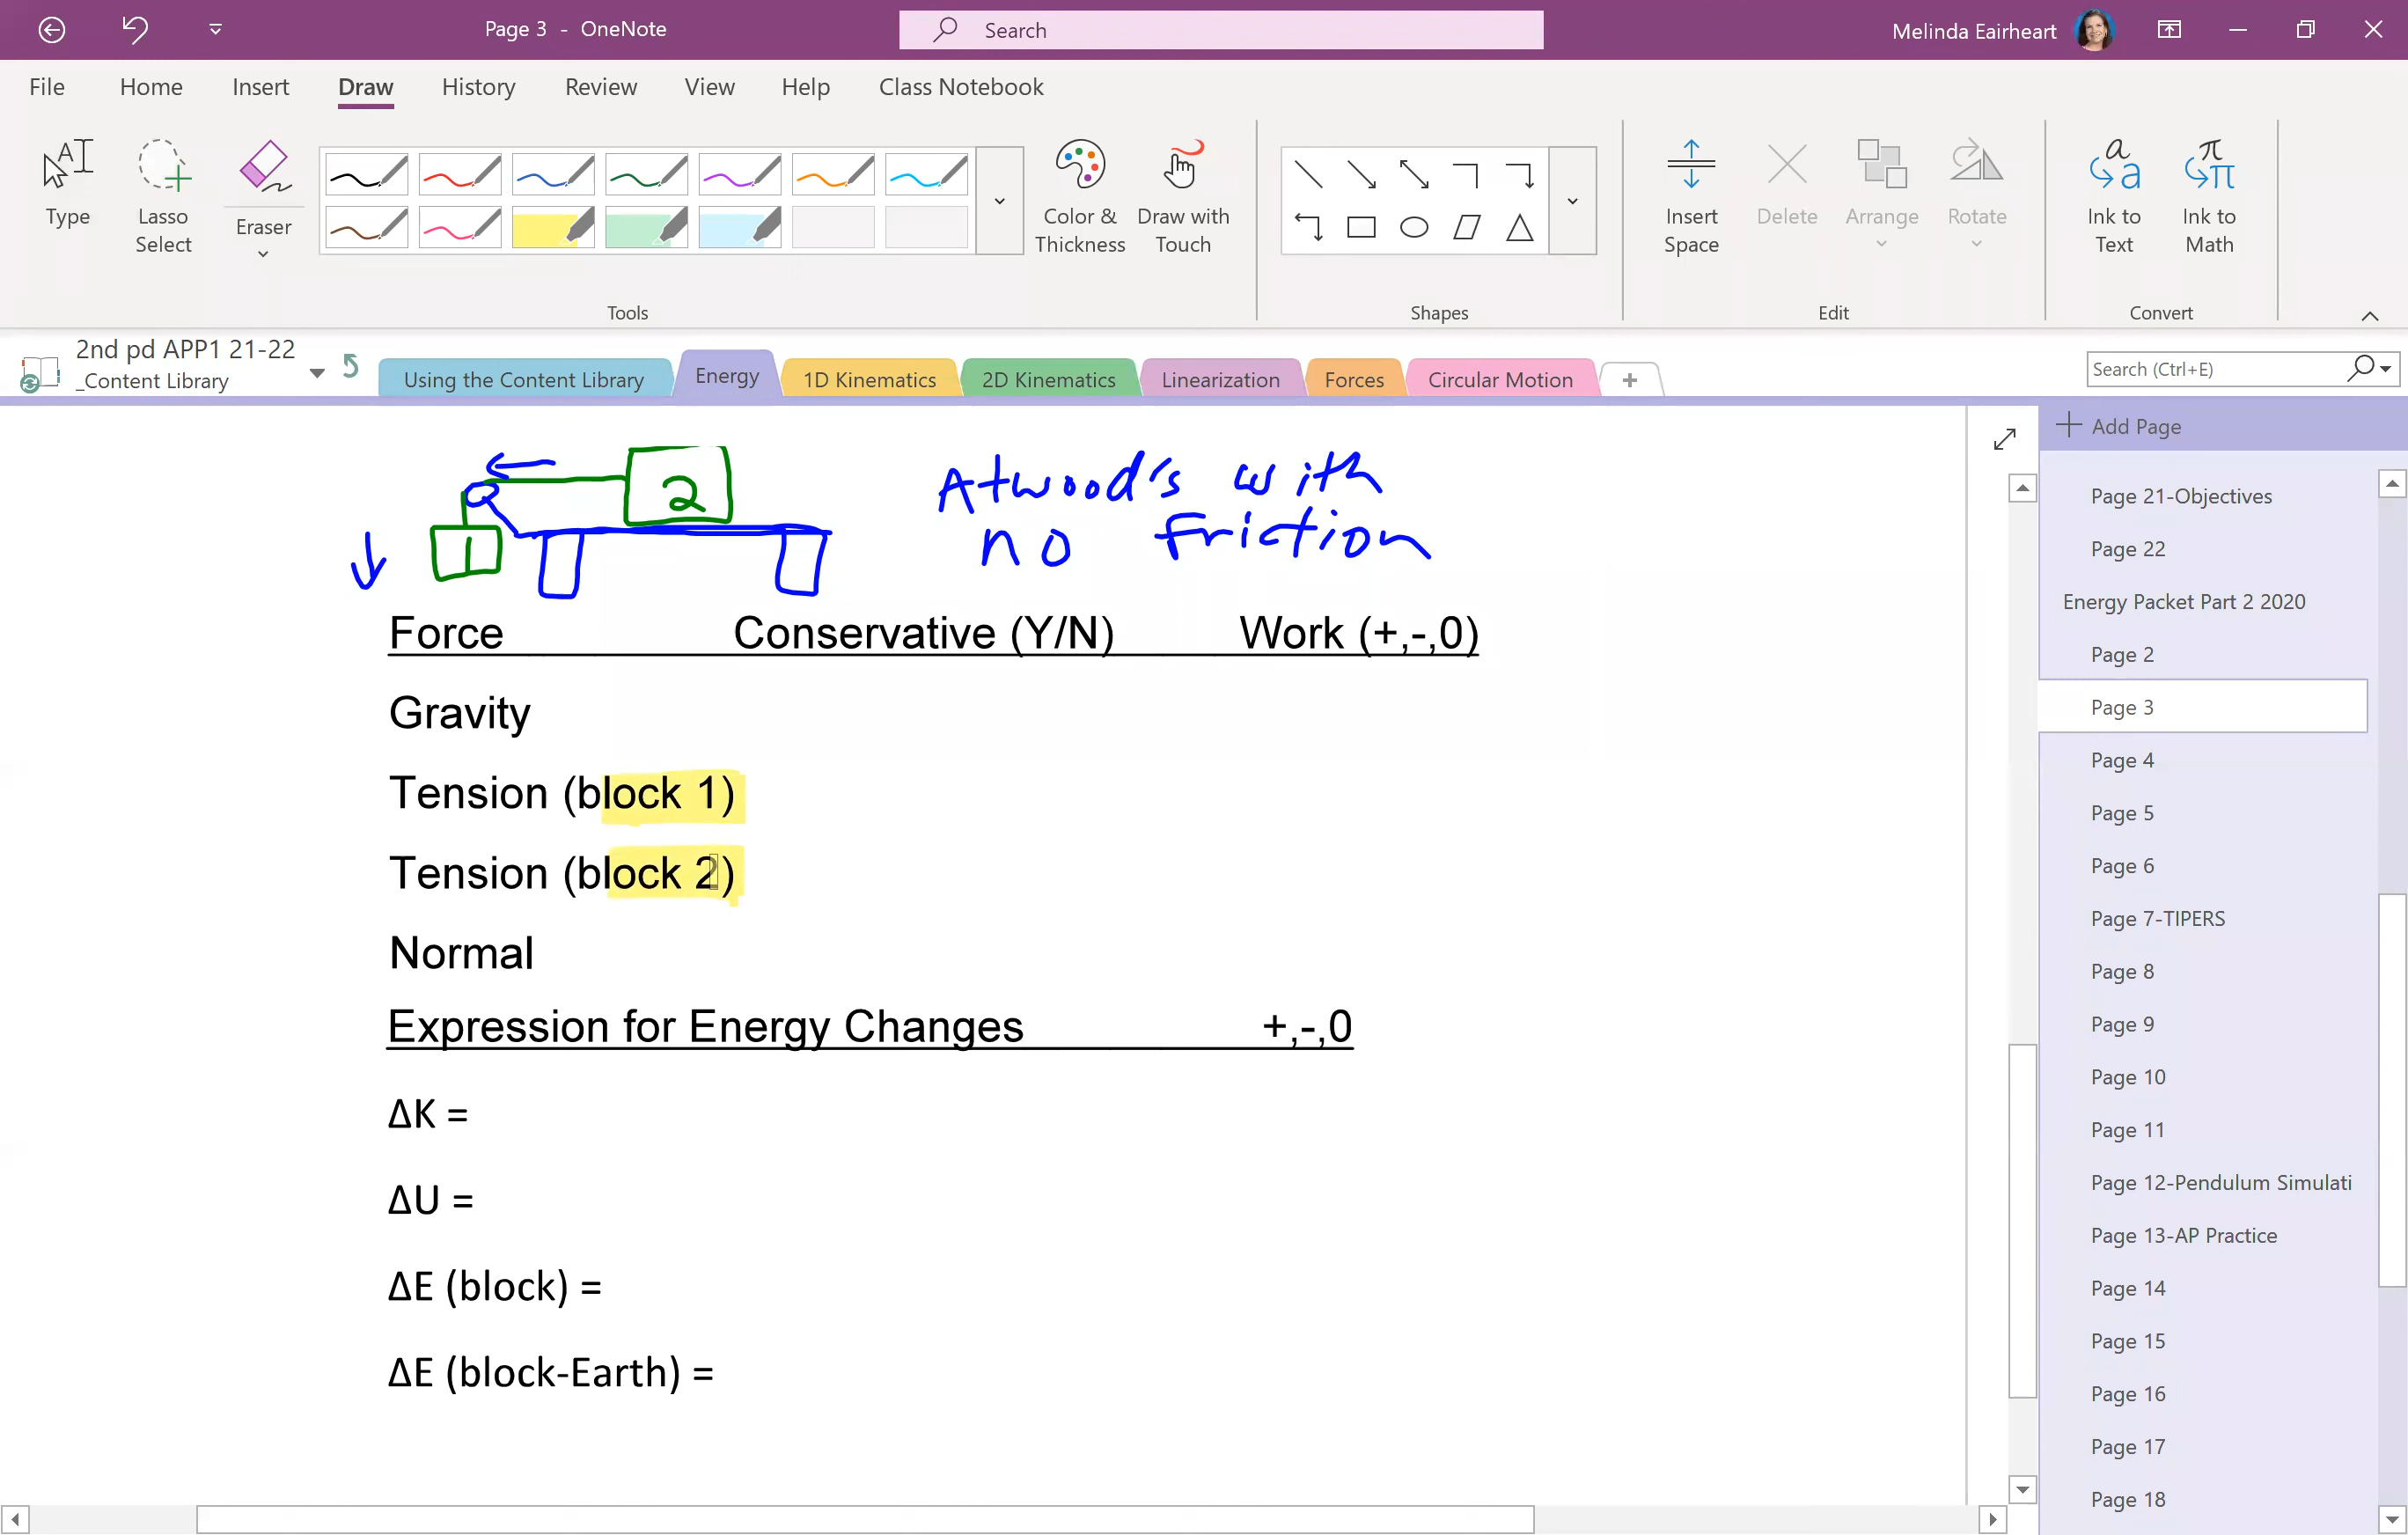 Page 3 - OneNote
Search
Melinda Eairheart
File Home Insert Draw History Review View Help Class Notebook
Type
Lasso Select
Eraser
Color & Thickness
Draw with Touch
Insert Space
Delete
Arrange
Rotate
Ink to Text
Ink to Math
Tools
Shapes
Edit
Convert
2nd pd APP1 21-22
_Content Library
Using the Content Library
Energy
1D Kinematics
2D Kinematics
Linearization
Forces
Circular Motion
Search (Ctrl+E)
2
1
Atwood's with
no friction
Force Conservative (Y/N) Work (+,-,0)
Gravity
Tension (block 1)
Tension (block 2)
Normal
Expression for Energy Changes +,-,0
ΔK =
ΔU =
ΔE (block) =
ΔE (block-Earth) =
Add Page
Page 21-Objectives
Page 22
Energy Packet Part 2 2020
Page 2
Page 3
Page 4
Page 5
Page 6
Page 7-TIPERS
Page 8
Page 9
Page 10
Page 11
Page 12-Pendulum Simulati
Page 13-AP Practice
Page 14
Page 15
Page 16
Page 17
Page 18